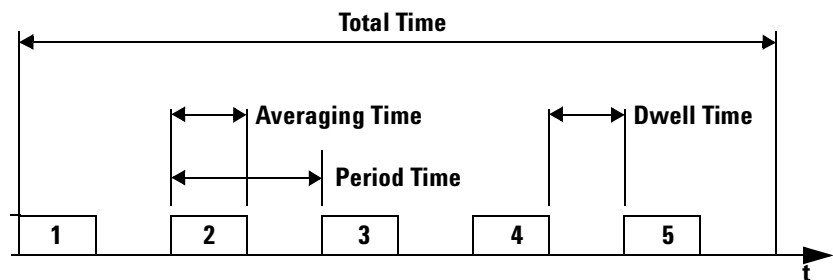 Total Time
Averaging Time
Dwell Time
Period Time
1 2 3 4 5
t